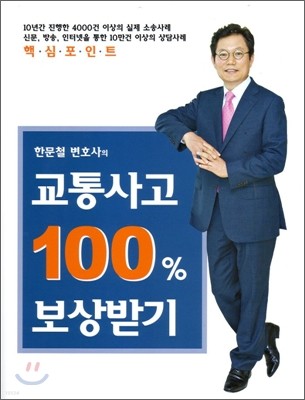 10년간 진행한 4000건 이상의 실제 소송사례
신문, 방송, 인터넷을 통한 10만건 이상의 상담사례
핵·심·포·인·트
한문철 변호사의
교통사고
100%
보상받기